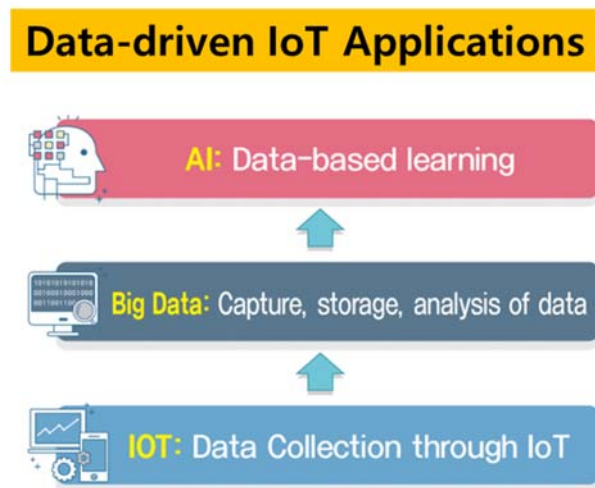 Data-driven IoT Applications
AI: Data-based learning
Big Data: Capture, storage, analysis of data
IOT: Data Collection through IoT